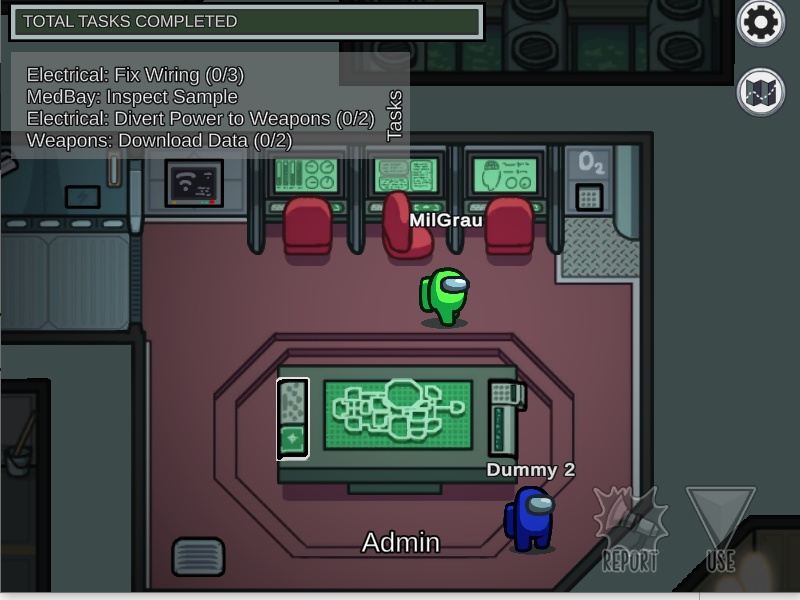 TOTAL TASKS COMPLETED
Electrical: Fix Wiring (0/3)
MedBay: Inspect Sample
Electrical: Divert Power to Weapons (0/2)
Weapons: Download Data (0/2)
Tasks
O2
MilGrau
Dummy 2
Admin
REPORT
USE